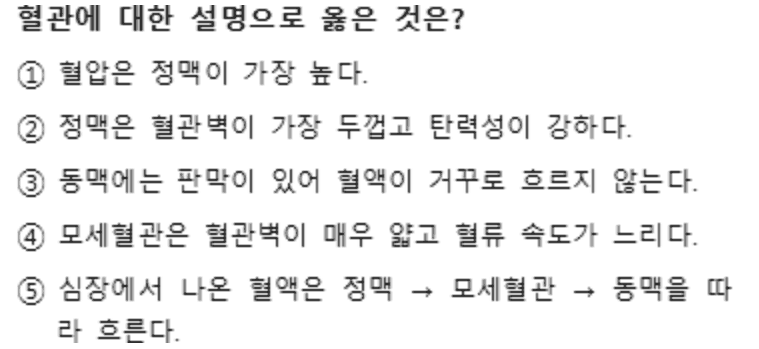 혈관에 대한 설명으로 옳은 것은?
① 혈압은 정맥이 가장 높다.
② 정맥은 혈관벽이 가장 두껍고 탄력성이 강하다.
③ 동맥에는 판막이 있어 혈액이 거꾸로 흐르지 않는다.
④ 모세혈관은 혈관벽이 매우 얇고 혈류 속도가 느리다.
⑤ 심장에서 나온 혈액은 정맥 → 모세혈관 → 동맥을 따
라 흐른다.